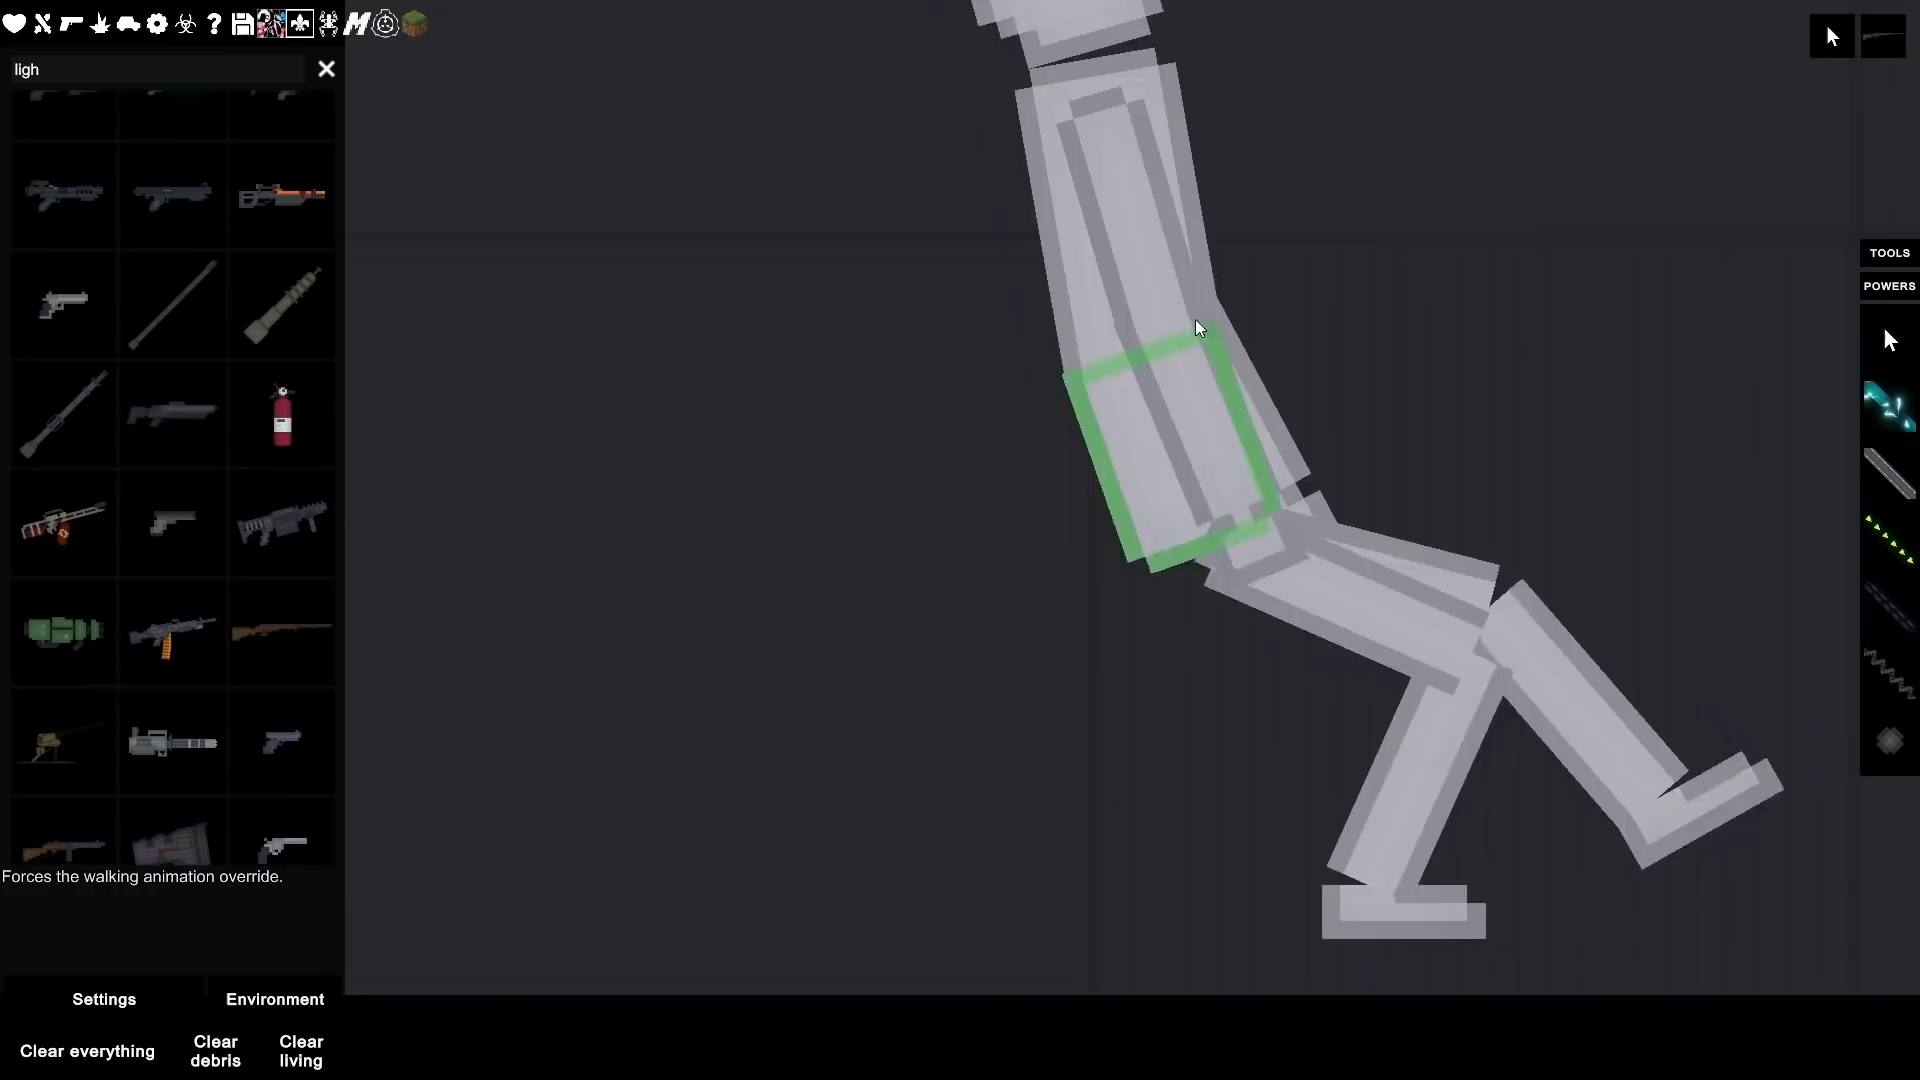 ligh
TOOLS
POWERS
Forces the walking animation override.
Settings
Environment
Clear everything
Clear
debris
Clear
living